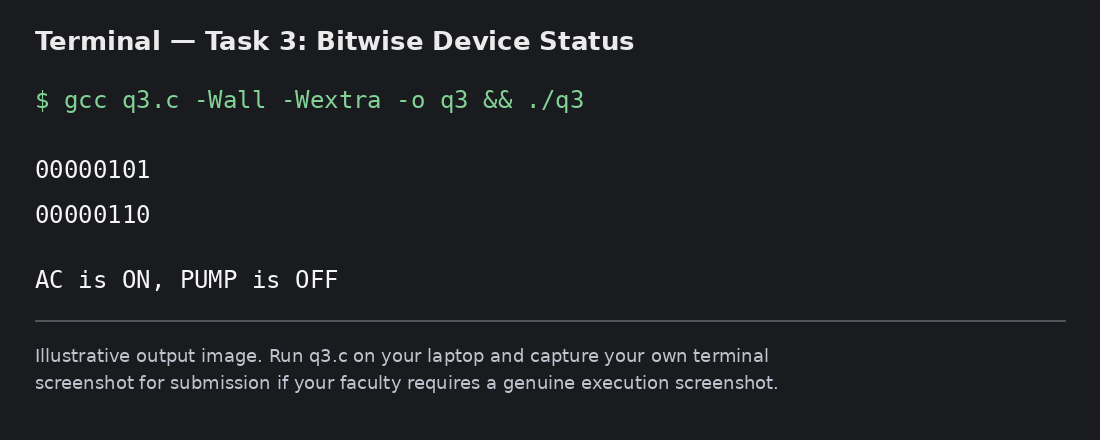 Terminal — Task 3: Bitwise Device Status
$ gcc q3.c -Wall -Wextra -o q3 && ./q3
00000101
00000110
AC is ON, PUMP is OFF
Illustrative output image. Run q3.c on your laptop and capture your own terminal
screenshot for submission if your faculty requires a genuine execution screenshot.